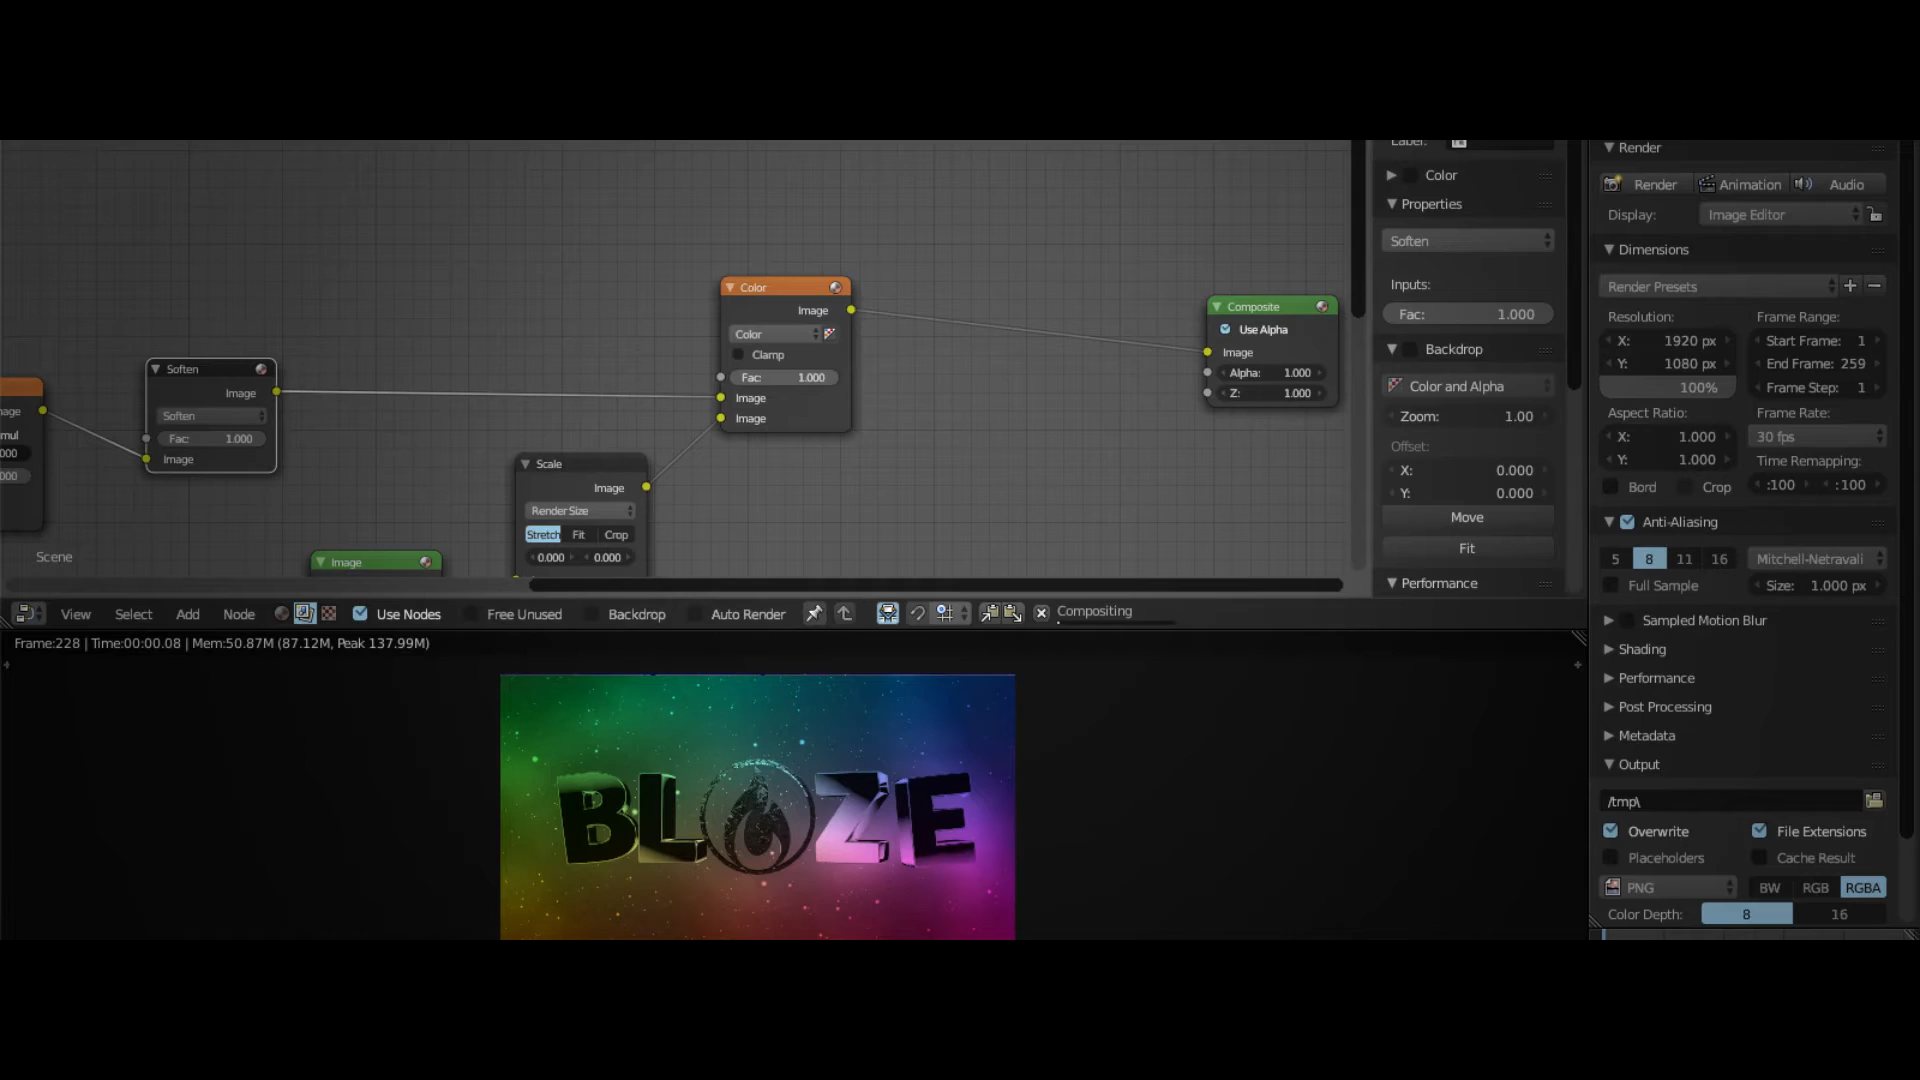 Label:
Color
Properties
Soften
Inputs:
Fac: 1.000
Backdrop
Color and Alpha
Zoom: 1.00
Offset:
X: 0.000
Y: 0.000
Move
Fit
Performance
Render
Render Animation Audio
Display: Image Editor
Dimensions
Render Presets
Resolution: Frame Range:
X: 1920 px Start Frame: 1
Y: 1080 px End Frame: 259
100% Frame Step: 1
Aspect Ratio: Frame Rate:
X: 1.000 30 fps
Y: 1.000 Time Remapping:
Bord Crop :100 :100
Anti-Aliasing
5 8 11 16 Mitchell-Netravali
Full Sample Size: 1.000 px
Sampled Motion Blur
Shading
Performance
Post Processing
Metadata
Output
/tmp\
Overwrite File Extensions
Placeholders Cache Result
PNG BW RGB RGBA
Color Depth: 8 16
Color
Image
Color
Clamp
Fac: 1.000
Image
Image
Composite
Use Alpha
Image
Alpha: 1.000
Z: 1.000
Soften
Image
Soften
Fac: 1.000
Image
Scale
Image
Render Size
Stretch Fit Crop
0.000 0.000
Image
Scene
View Select Add Node Use Nodes Free Unused Backdrop Auto Render Compositing
Frame:228 | Time:00:00.08 | Mem:50.87M (87.12M, Peak 137.99M)
BL ZE